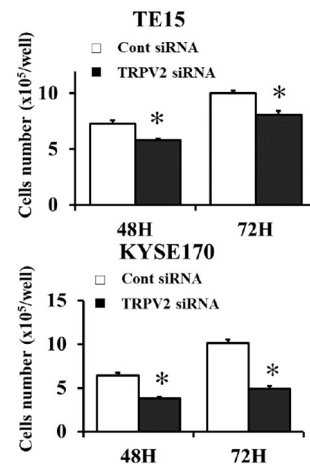 TE15
Cells number (x10⁵/well)
Cont siRNA
TRPV2 siRNA
10
5
0
*
*
48H
72H
KYSE170
Cells number (x10⁵/well)
Cont siRNA
TRPV2 siRNA
15
10
5
0
*
*
48H
72H